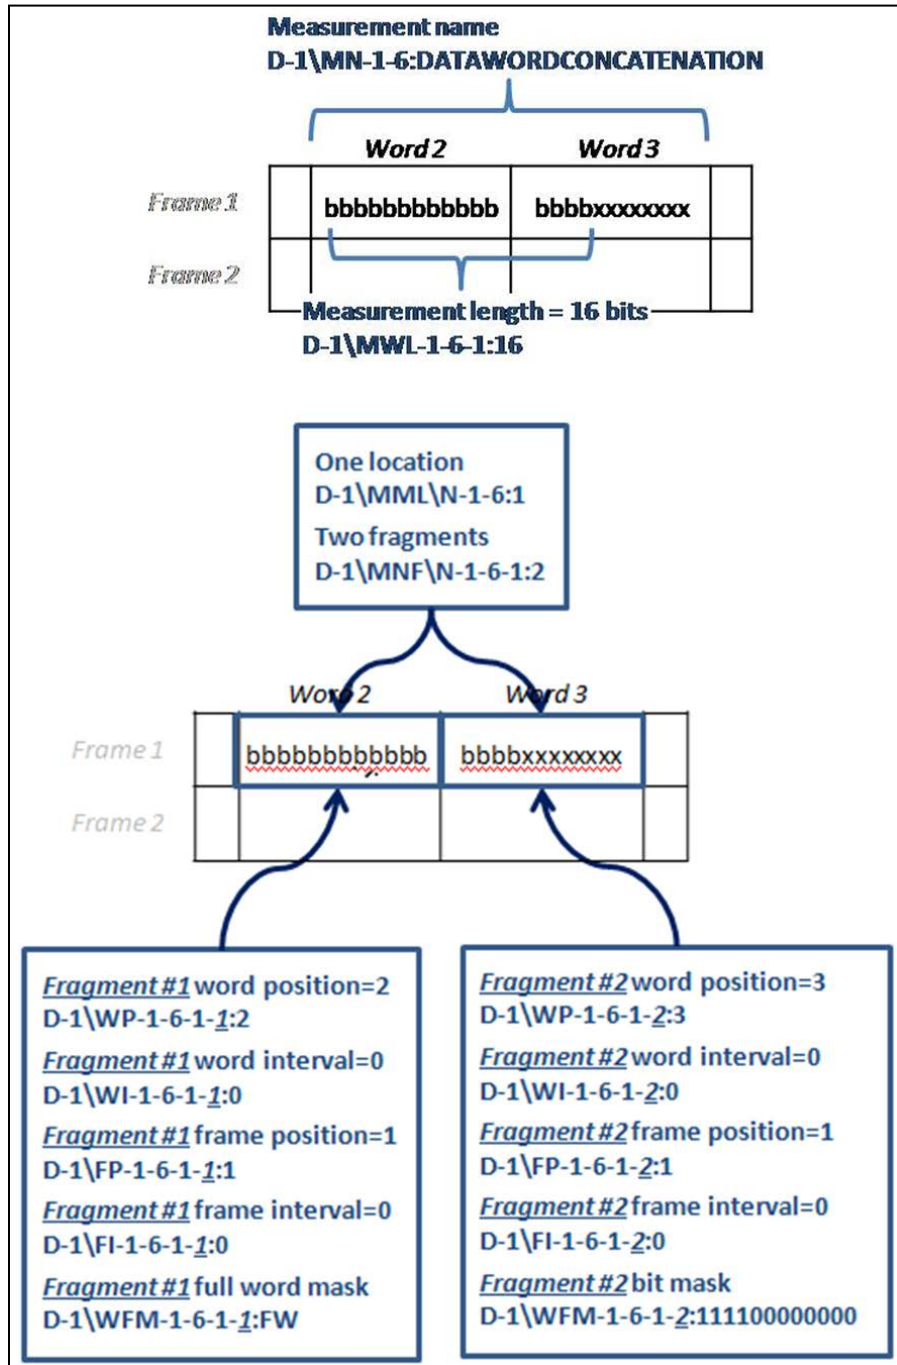 Measurement name
D-1\MN-1-6:DATAWORDCONCATENATION
Word 2 Word 3
Frame 1 bbbbbbbbbbbb bbbbxxxxxxxx
Frame 2
Measurement length = 16 bits
D-1\MWL-1-6-1:16
One location
D-1\MML\N-1-6:1
Two fragments
D-1\MNF\N-1-6-1:2
Word 2 Word 3
Frame 1 bbbbbbbbbbbb bbbbxxxxxxxx
Frame 2
Fragment #1 word position=2
D-1\WP-1-6-1-1:2
Fragment #1 word interval=0
D-1\WI-1-6-1-1:0
Fragment #1 frame position=1
D-1\FP-1-6-1-1:1
Fragment #1 frame interval=0
D-1\FI-1-6-1-1:0
Fragment #1 full word mask
D-1\WFM-1-6-1-1:FW
Fragment #2 word position=3
D-1\WP-1-6-1-2:3
Fragment #2 word interval=0
D-1\WI-1-6-1-2:0
Fragment #2 frame position=1
D-1\FP-1-6-1-2:1
Fragment #2 frame interval=0
D-1\FI-1-6-1-2:0
Fragment #2 bit mask
D-1\WFM-1-6-1-2:111100000000